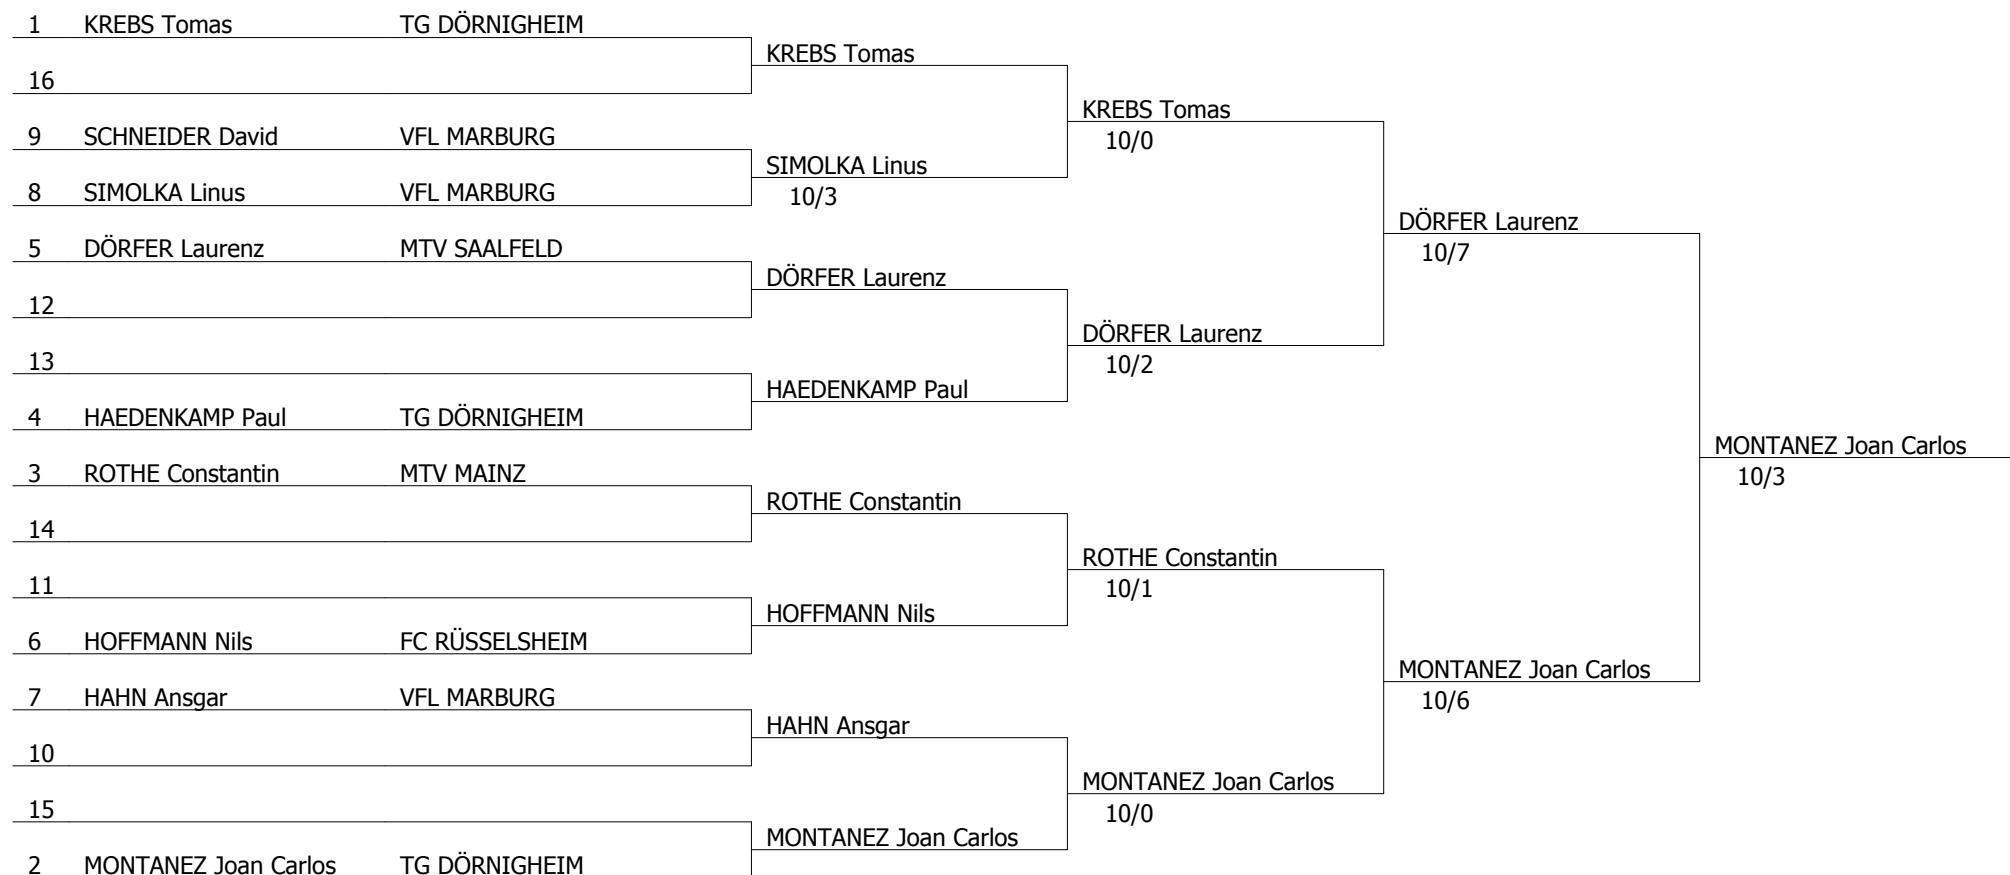 1 KREBS Tomas TG DÖRNIGHEIM
KREBS Tomas
16
KREBS Tomas
10/0
9 SCHNEIDER David VFL MARBURG
SIMOLKA Linus
10/3
8 SIMOLKA Linus VFL MARBURG
DÖRFER Laurenz
10/7
5 DÖRFER Laurenz MTV SAALFELD
DÖRFER Laurenz
12
DÖRFER Laurenz
10/2
13
HAEDENKAMP Paul
4 HAEDENKAMP Paul TG DÖRNIGHEIM
MONTANEZ Joan Carlos
10/3
3 ROTHE Constantin MTV MAINZ
ROTHE Constantin
14
ROTHE Constantin
10/1
11
HOFFMANN Nils
6 HOFFMANN Nils FC RÜSSELSHEIM
MONTANEZ Joan Carlos
10/6
7 HAHN Ansgar VFL MARBURG
HAHN Ansgar
10
MONTANEZ Joan Carlos
10/0
15
MONTANEZ Joan Carlos
2 MONTANEZ Joan Carlos TG DÖRNIGHEIM